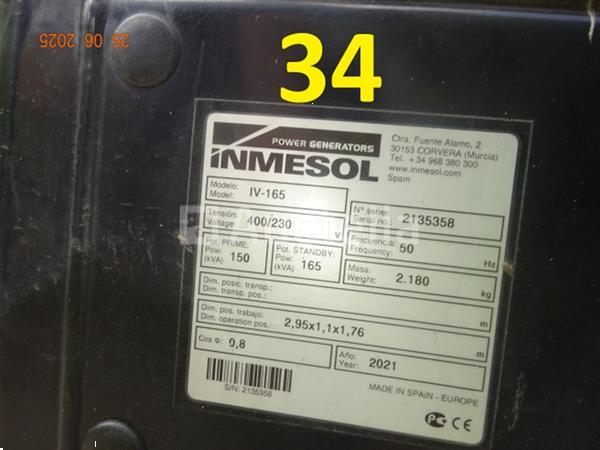 25 06 2025
34
POWER GENERATORS
INMESOL
Ctra. Fuente Alamo, 2
30153 CORVERA (Murcia)
Tel. +34 968 380 300
www.inmesol.com
Spain
Modelo:
Model: IV-165
Nº series:
Serial no.: 2135358
Tensión
Voltage: 400/230 V
Frecuencia:
Frequency: 50 Hz
Pot. PRIME:
Pow:
(kVA) 150
Pot. STANDBY:
Pow:
(kVA) 165
Masa:
Weight: 2.180 kg
Dim. posic. transp.:
Dim. transp. pos.: m
Dim. pos. trabajo:
Dim. operation pos.: 2,95x1,1x1,76 m
Cos Φ: 0,8
Año:
Year: 2021
S/N: 2135358
MADE IN SPAIN - EUROPE
CE